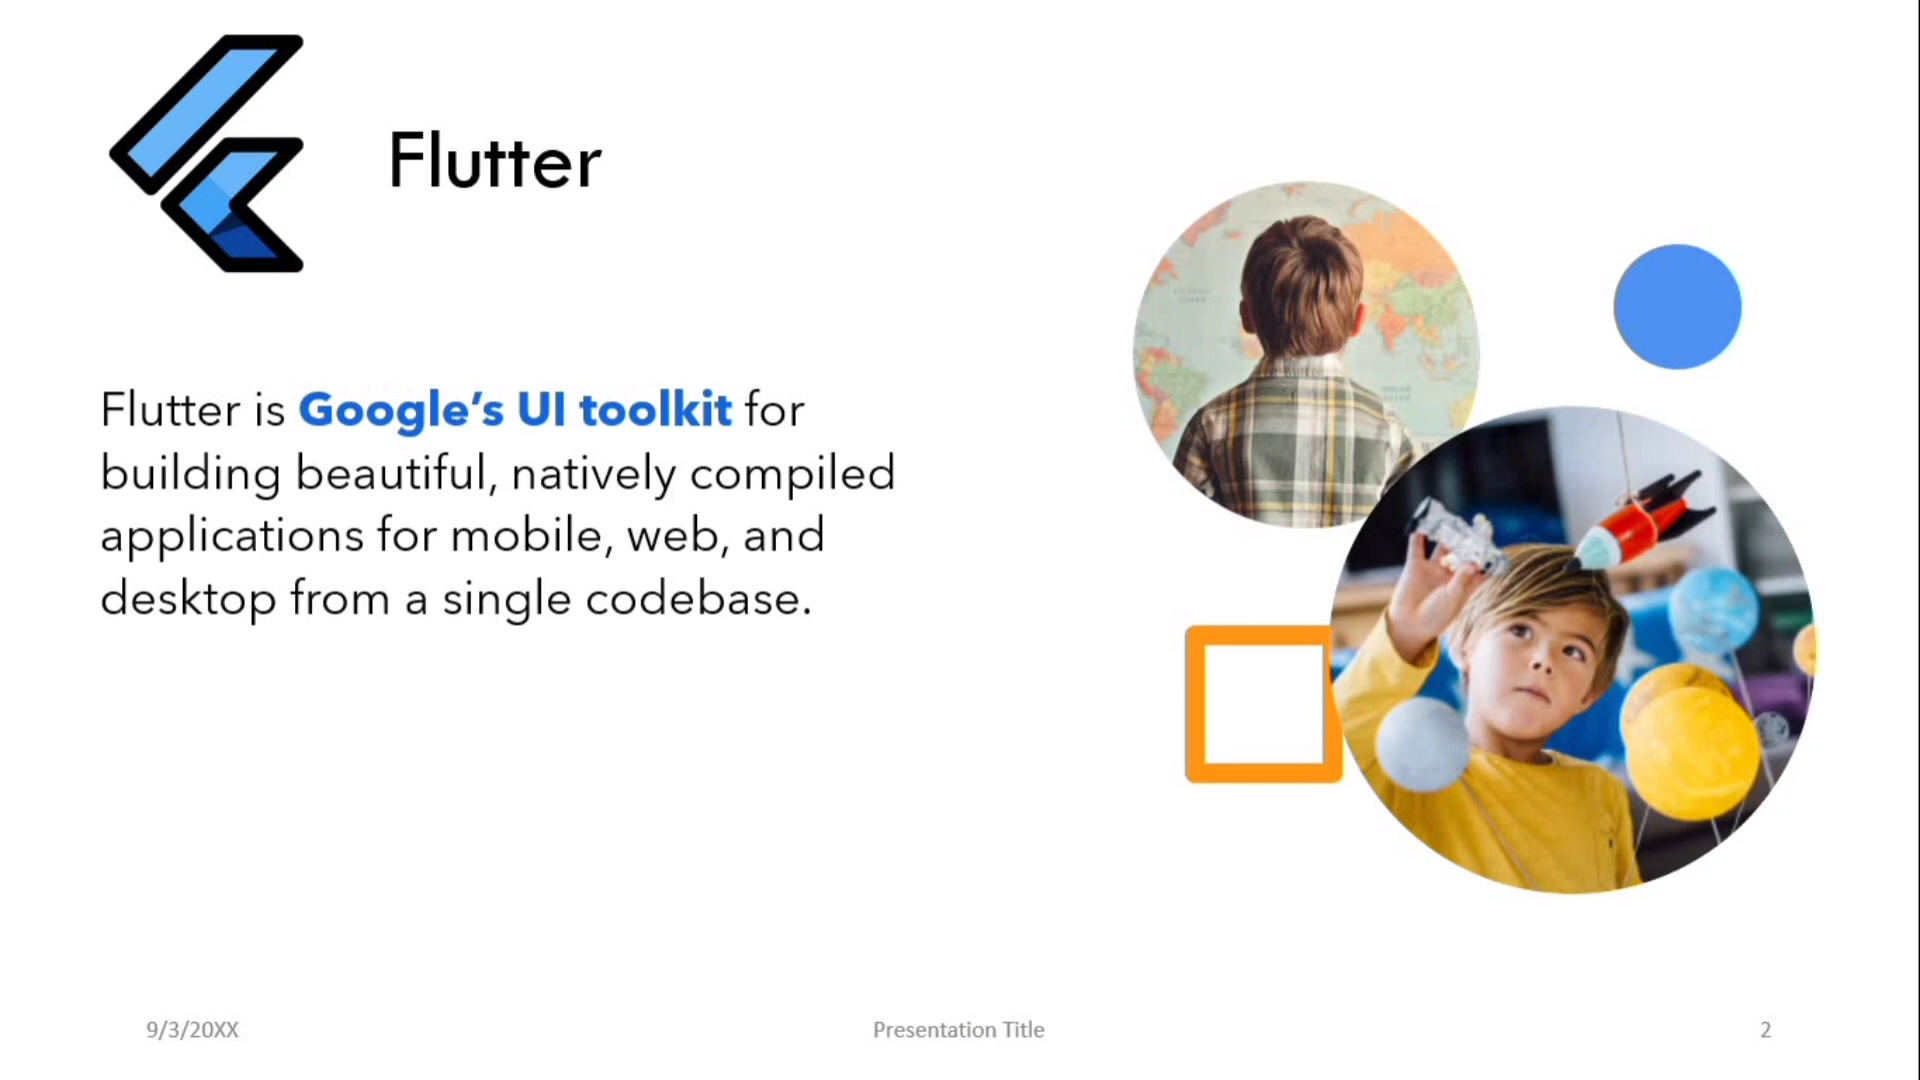 Flutter
Flutter is Google’s UI toolkit for
building beautiful, natively compiled
applications for mobile, web, and
desktop from a single codebase.
9/3/20XX
Presentation Title
2